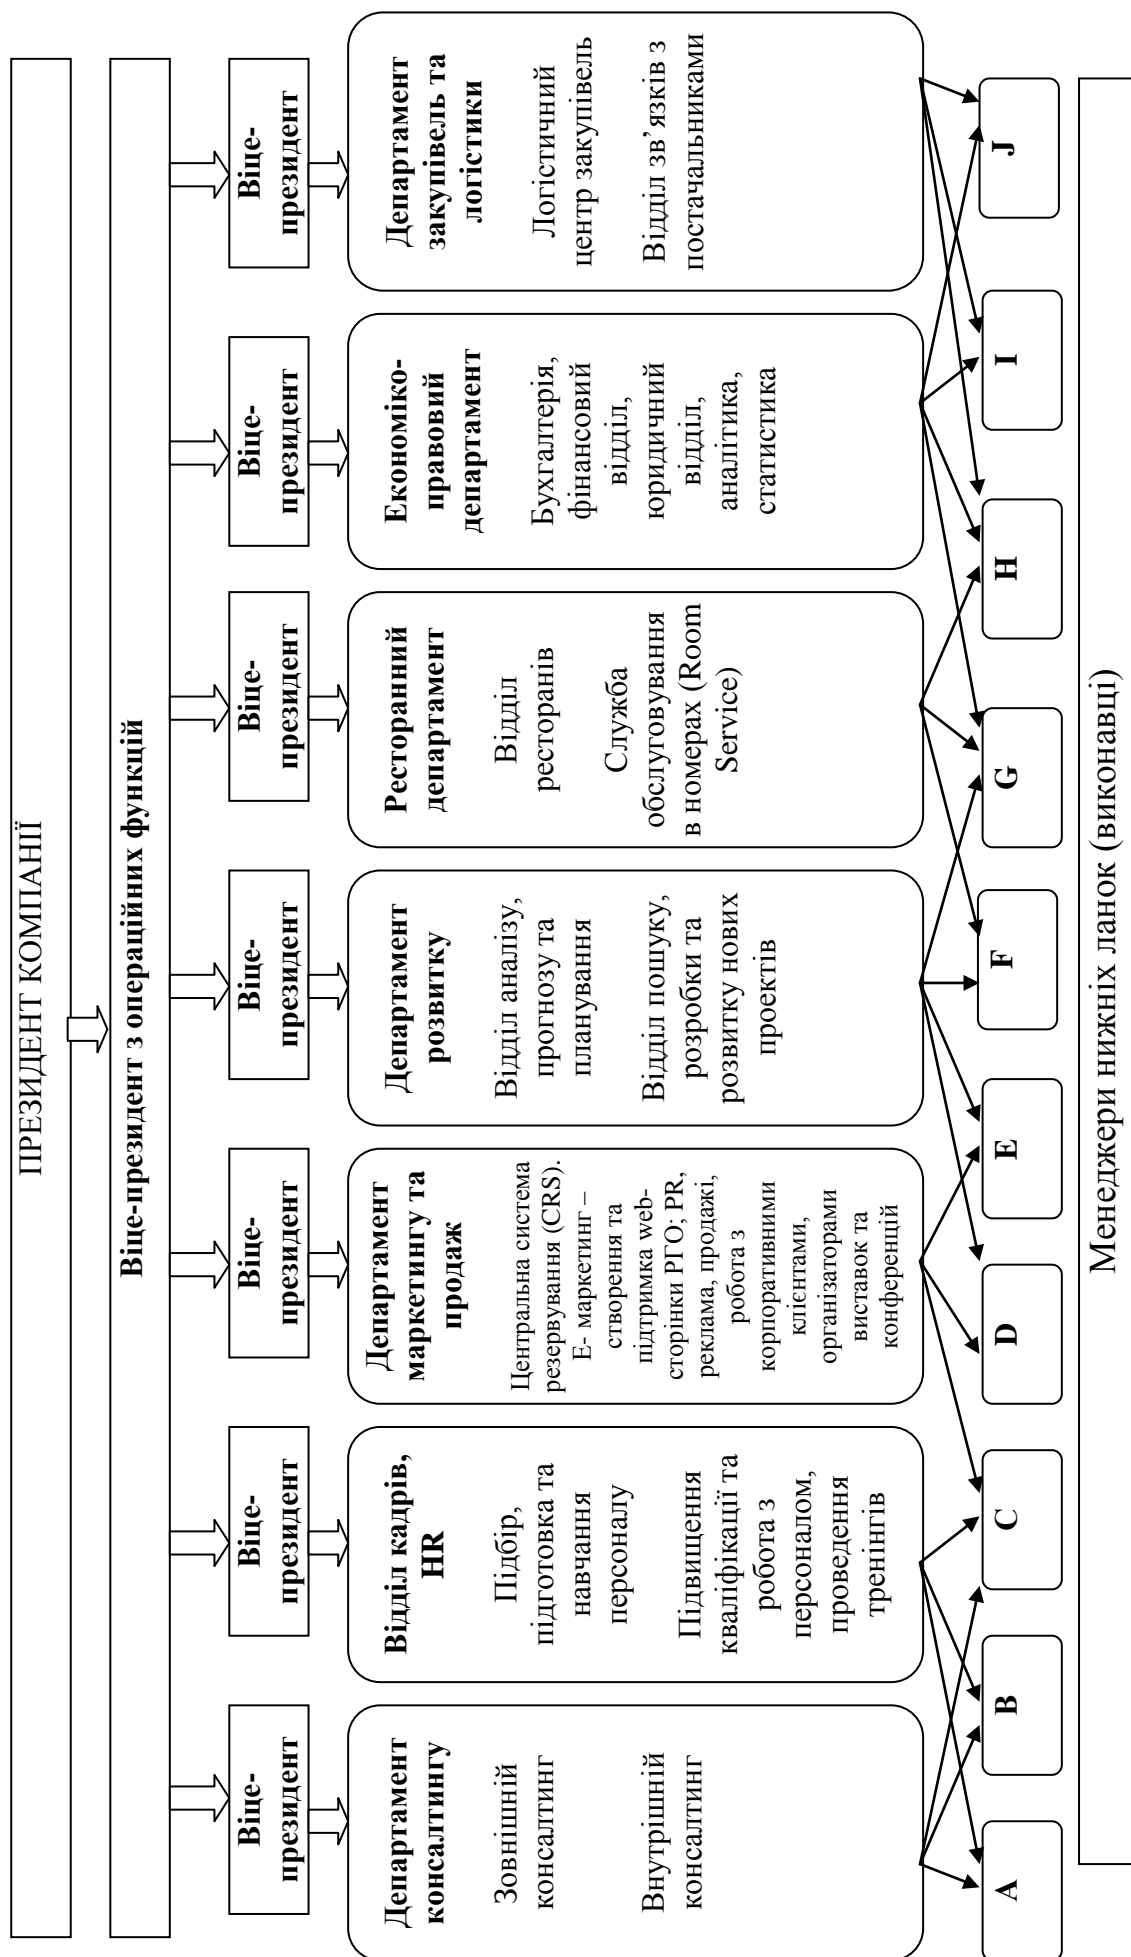 ПРЕЗИДЕНТ КОМПАНІЇ
Віце-президент з операційних функцій
Віце-
президент
Віце-
президент
Віце-
президент
Віце-
президент
Віце-
президент
Віце-
президент
Віце-
президент
Департамент
консалтингу
Зовнішній
консалтинг
Внутрішній
консалтинг
Відділ кадрів,
HR
Підбір,
підготовка та
навчання
персоналу
Підвищення
кваліфікації та
робота з
персоналом,
проведення
тренінгів
Департамент
маркетингу та
продаж
Центральна система
резервування (CRS).
Е- маркетинг –
створення та
підтримка web-
сторінки РГО; PR,
реклама, продажі,
робота з
корпоративними
клієнтами,
організаторами
виставок та
конференцій
Департамент
розвитку
Відділ аналізу,
прогнозу та
планування
Відділ пошуку,
розробки та
розвитку нових
проектів
Ресторанний
департамент
Відділ
ресторанів
Служба
обслуговування
в номерах (Room
Service)
Економіко-
правовий
департамент
Бухгалтерія,
фінансовий
відділ,
юридичний
відділ,
аналітика,
статистика
Департамент
закупівель та
логістики
Логістичний
центр закупівель
Відділ зв’язків з
постачальниками
A
B
C
D
E
F
G
H
I
J
Менеджери нижніх ланок (виконавці)